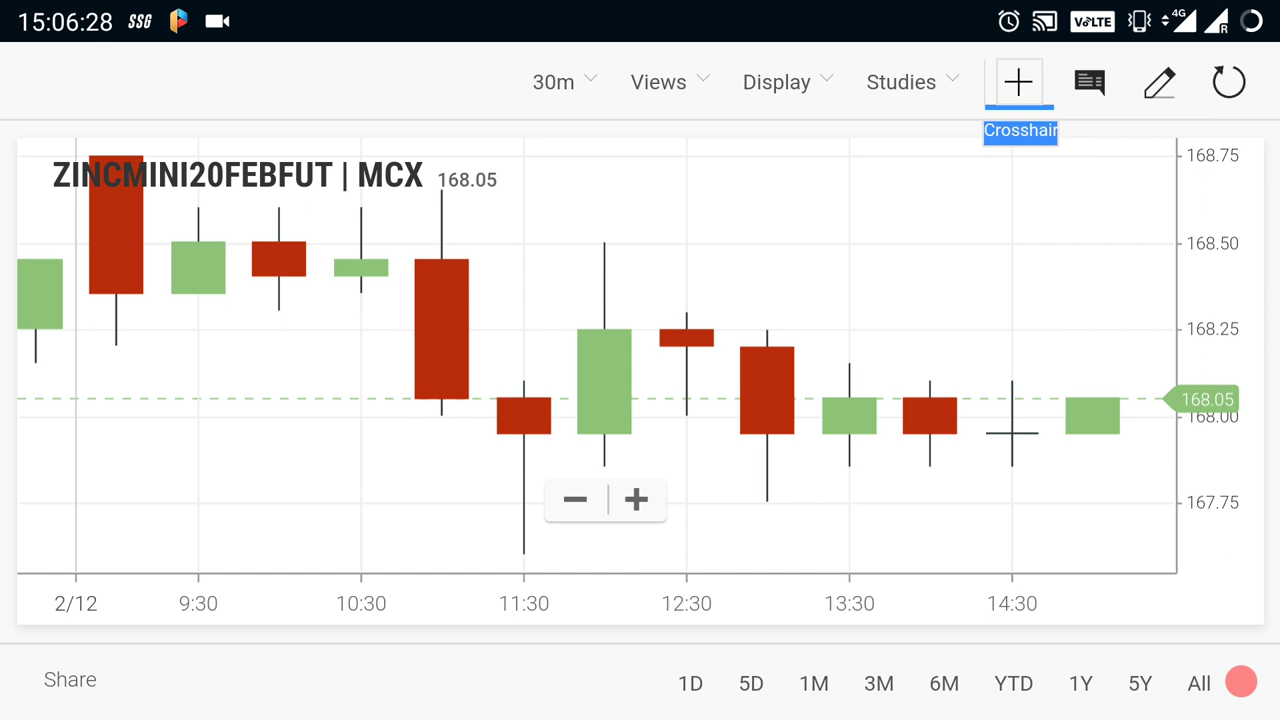 15:06:28 SSG VoLTE 4G R
30m Views Display Studies
Crosshair
ZINCMINI20FEBFUT | MCX 168.05
168.75
168.50
168.25
168.05
168.00
167.75
2/12 9:30 10:30 11:30 12:30 13:30 14:30
Share 1D 5D 1M 3M 6M YTD 1Y 5Y All